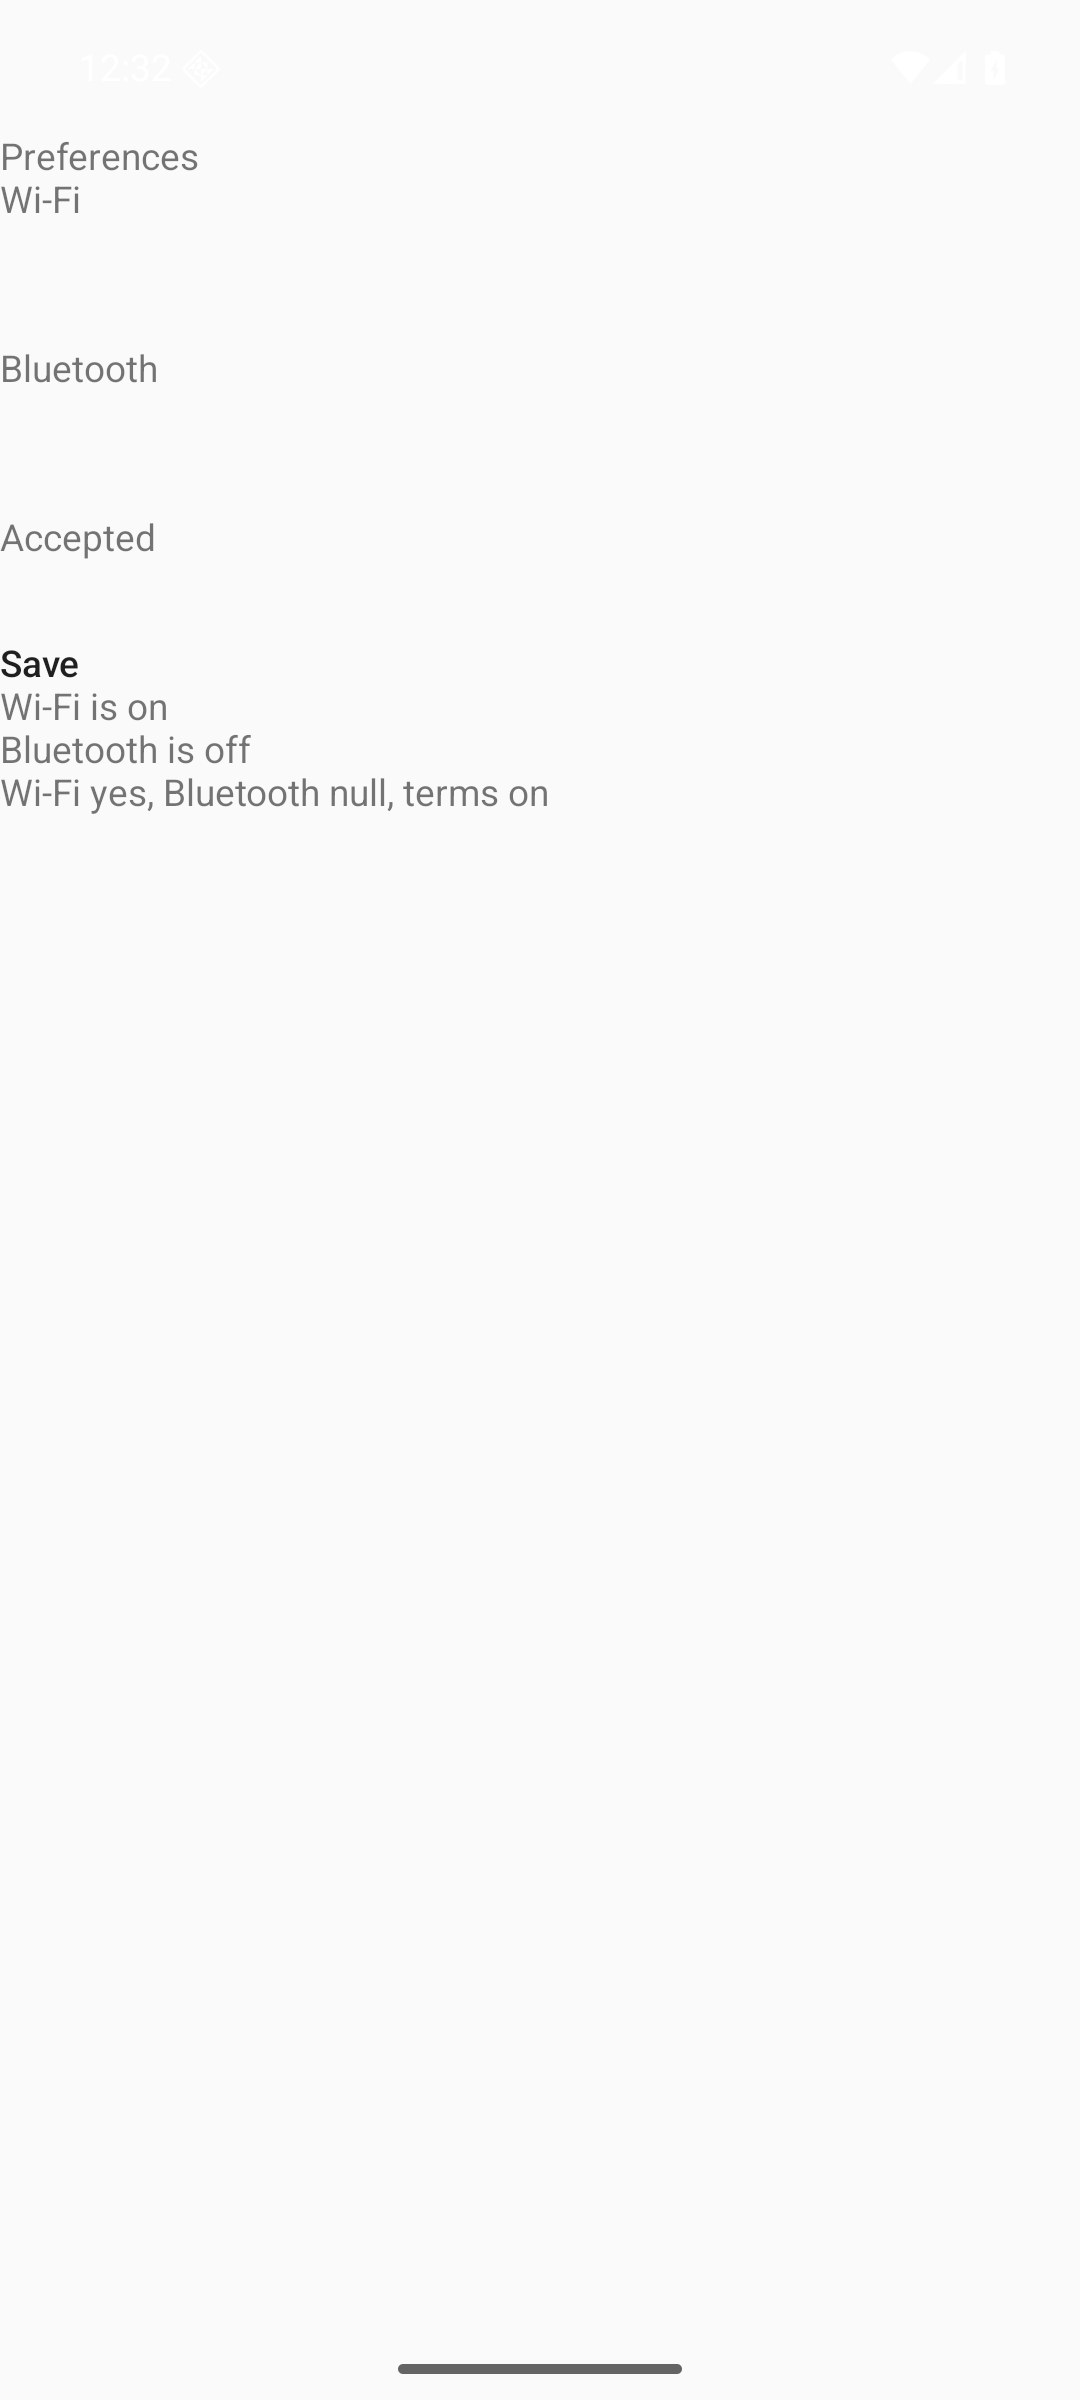 12:32
Preferences
Wi-Fi
Bluetooth
Accepted
Save
Wi-Fi is on
Bluetooth is off
Wi-Fi yes, Bluetooth null, terms on